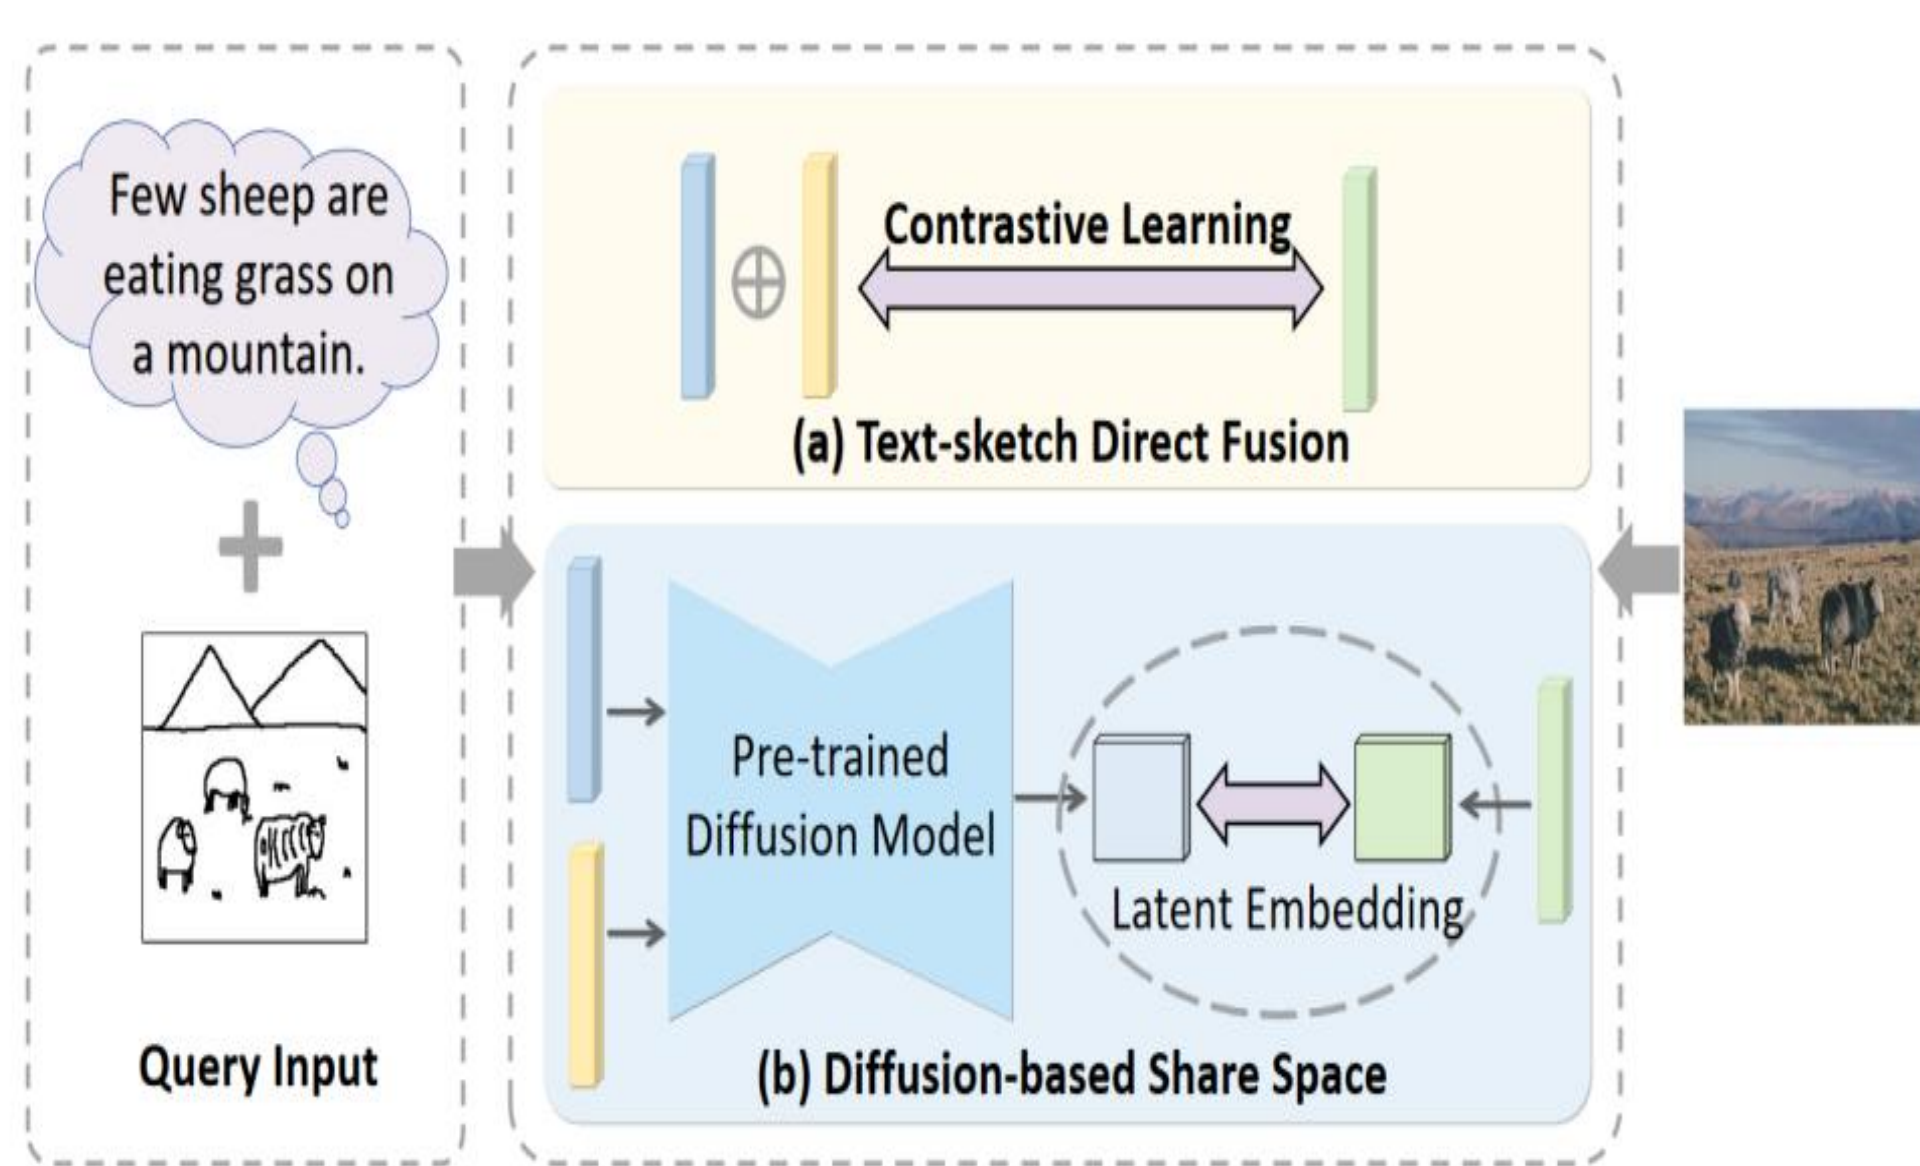 Few sheep are
eating grass on
a mountain.
Query Input
Contrastive Learning
(a) Text-sketch Direct Fusion
Pre-trained
Diffusion Model
Latent Embedding
(b) Diffusion-based Share Space